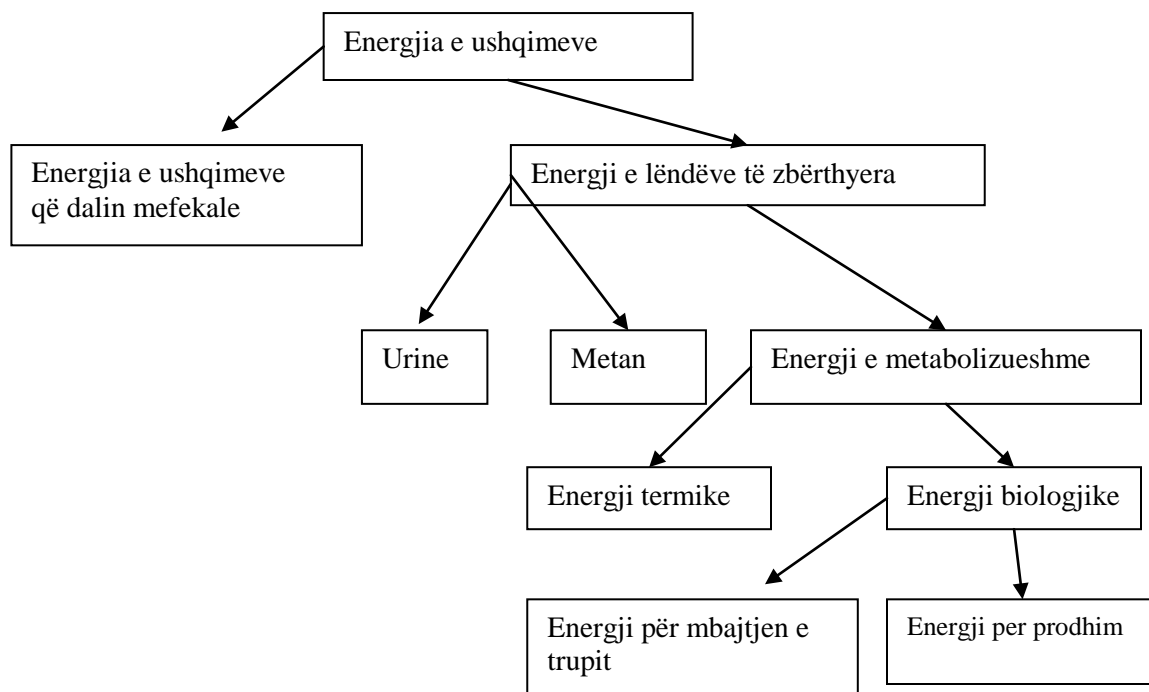 Energjia e ushqimeve
Energjia e ushqimeve
që dalin mefekale
Energji e lëndëve të zbërthyera
Urine
Metan
Energji e metabolizueshme
Energji termike
Energji biologjike
Energji për mbajtjen e
trupit
Energji per prodhim